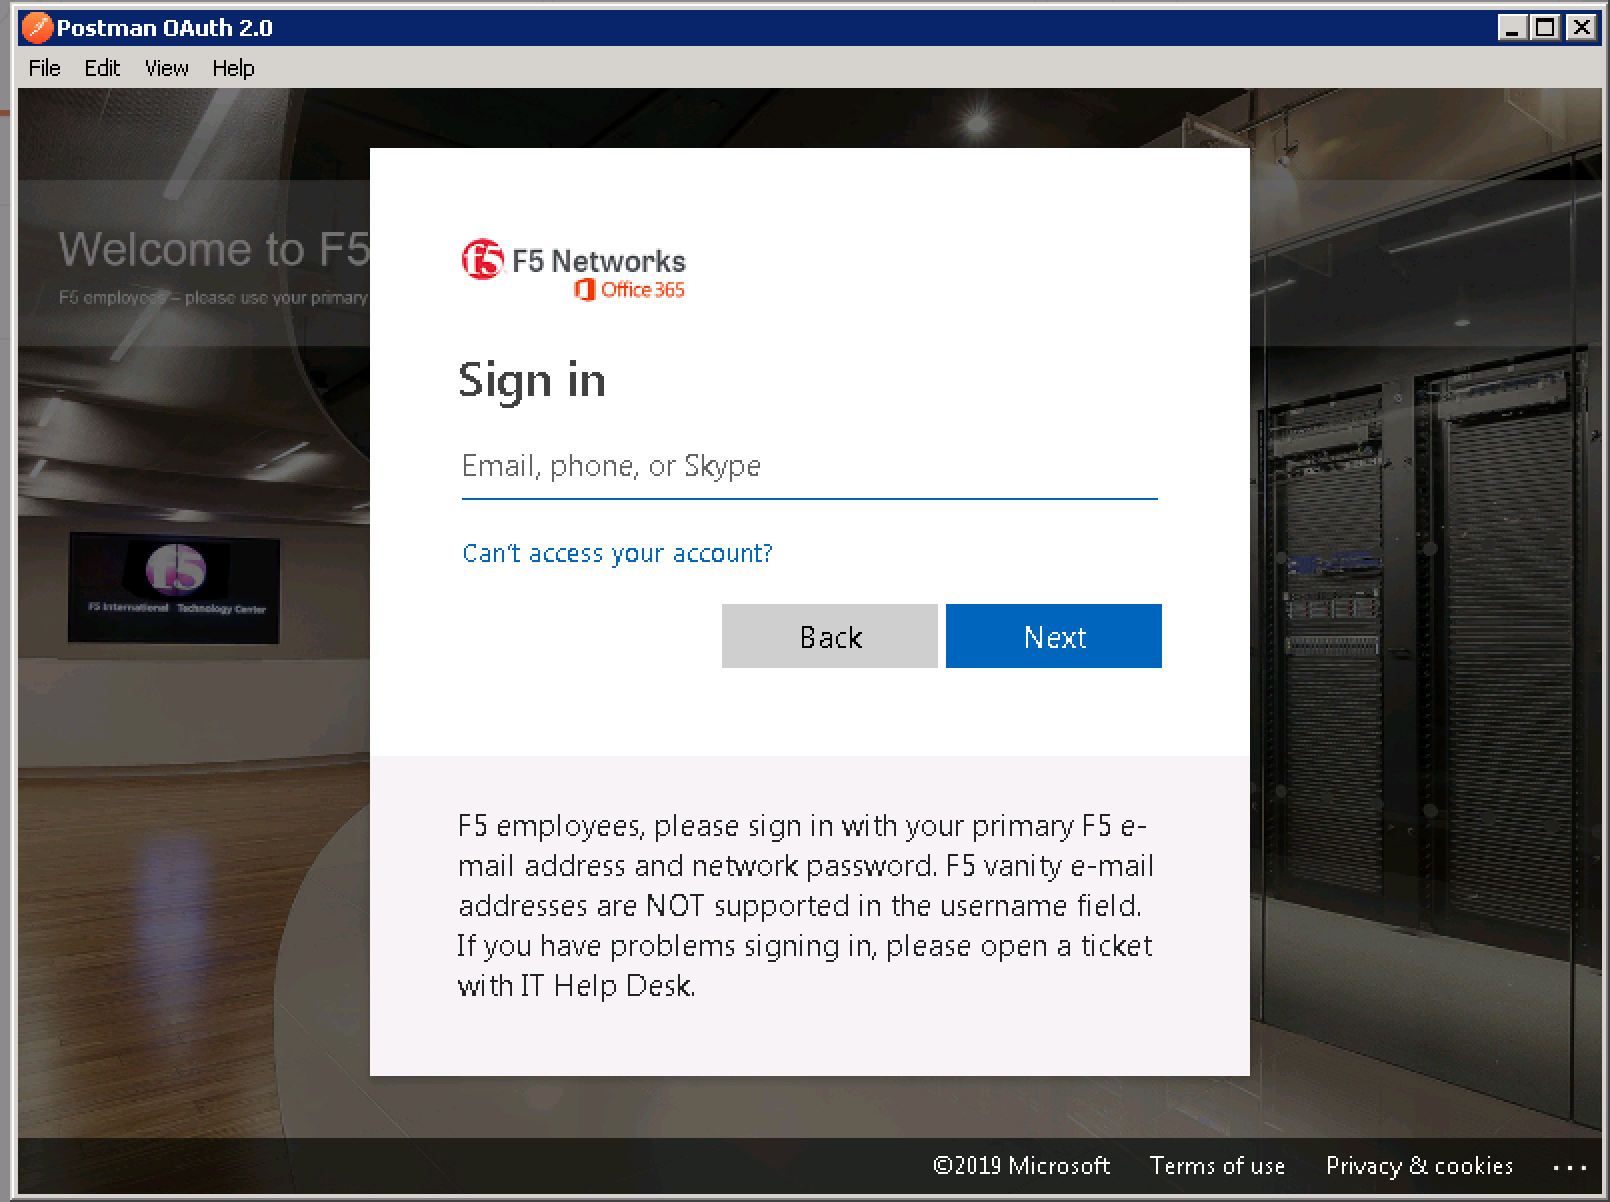 Postman OAuth 2.0
File Edit View Help
Welcome to F5
F5 employees – please use your primary
f5 F5 Networks
Office 365
Sign in
Email, phone, or Skype
Can't access your account?
Back Next
f5
F5 International Technology Center
F5 employees, please sign in with your primary F5 e-
mail address and network password. F5 vanity e-mail
addresses are NOT supported in the username field.
If you have problems signing in, please open a ticket
with IT Help Desk.
©2019 Microsoft Terms of use Privacy & cookies ...